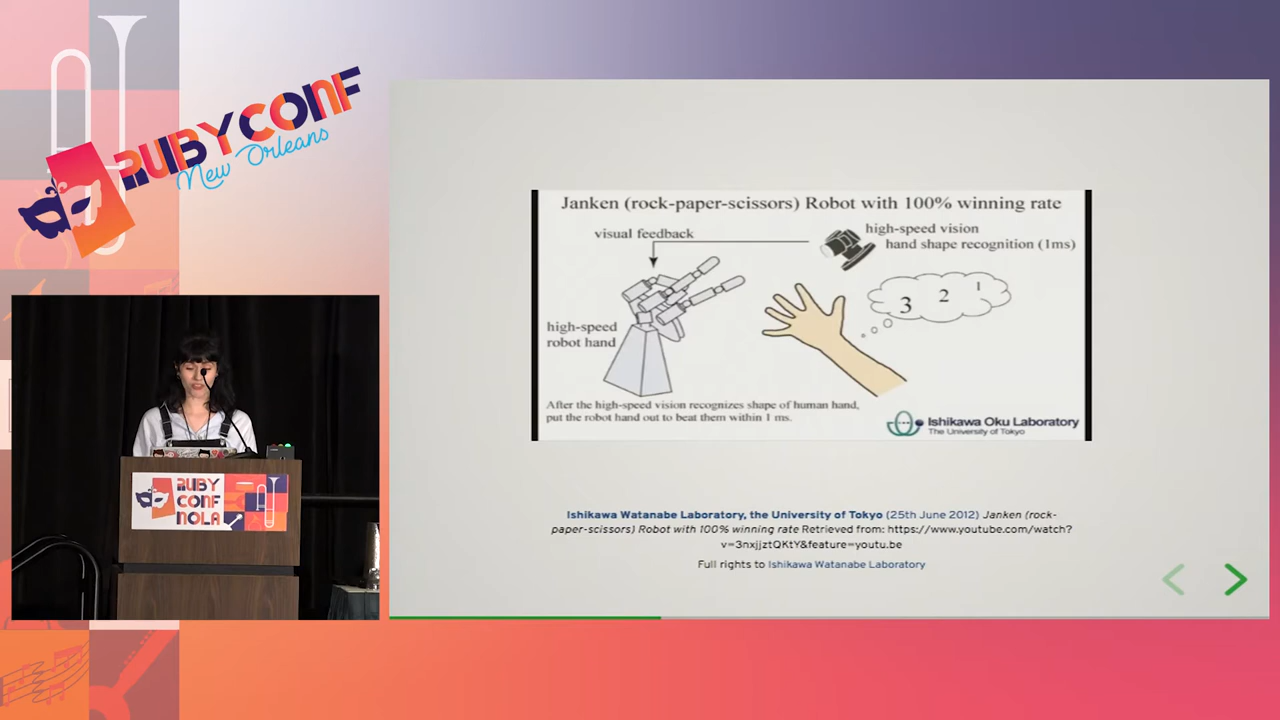 RUBYCONF
New Orleans
RUBY
CONF
NOLA
Janken (rock-paper-scissors) Robot with 100% winning rate
visual feedback
high-speed vision
hand shape recognition (1ms)
3 2 1
high-speed
robot hand
After the high-speed vision recognizes shape of human hand,
put the robot hand out to beat them within 1 ms.
Ishikawa Oku Laboratory
The University of Tokyo
Ishikawa Watanabe Laboratory, the University of Tokyo (25th June 2012) Janken (rock-
paper-scissors) Robot with 100% winning rate Retrieved from: https://www.youtube.com/watch?
v=3nxjjztQKtY&feature=youtu.be
Full rights to Ishikawa Watanabe Laboratory